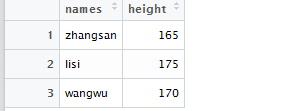 names height
1 zhangsan 165
2 lisi 175
3 wangwu 170